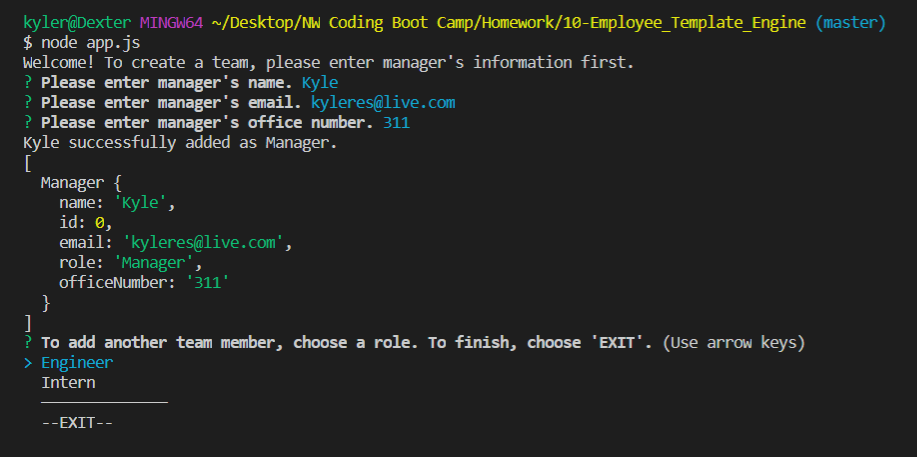 kyler@Dexter MINGW64 ~/Desktop/NW Coding Boot Camp/Homework/10-Employee_Template_Engine (master)
$ node app.js
Welcome! To create a team, please enter manager's information first.
? Please enter manager's name. Kyle
? Please enter manager's email. kyleres@live.com
? Please enter manager's office number. 311
Kyle successfully added as Manager.
[
  Manager {
    name: 'Kyle',
    id: 0,
    email: 'kyleres@live.com',
    role: 'Manager',
    officeNumber: '311'
  }
]
? To add another team member, choose a role. To finish, choose 'EXIT'. (Use arrow keys)
> Engineer
  Intern
  ──────────────
  --EXIT--